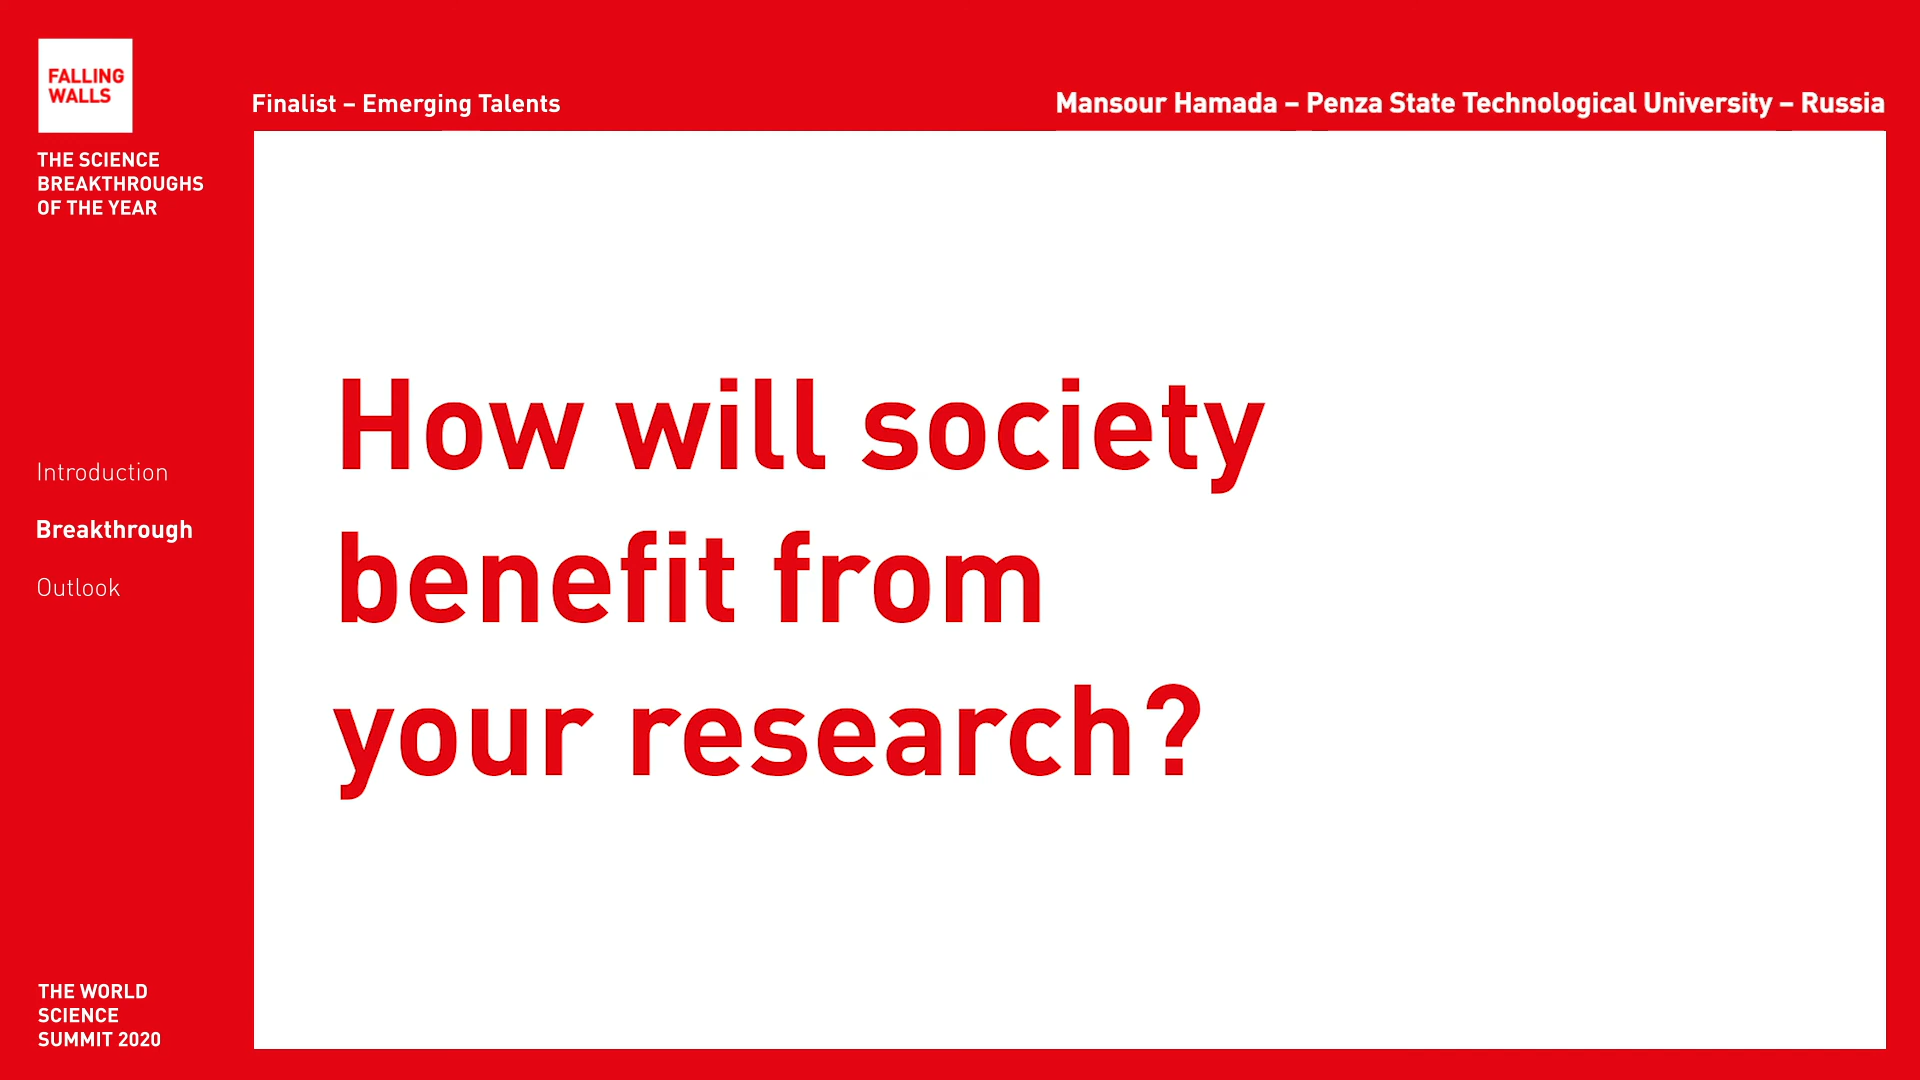 FALLING
WALLS
THE SCIENCE
BREAKTHROUGHS
OF THE YEAR
Finalist – Emerging Talents
Mansour Hamada – Penza State Technological University – Russia
Introduction
Breakthrough
Outlook
How will society
benefit from
your research?
THE WORLD
SCIENCE
SUMMIT 2020